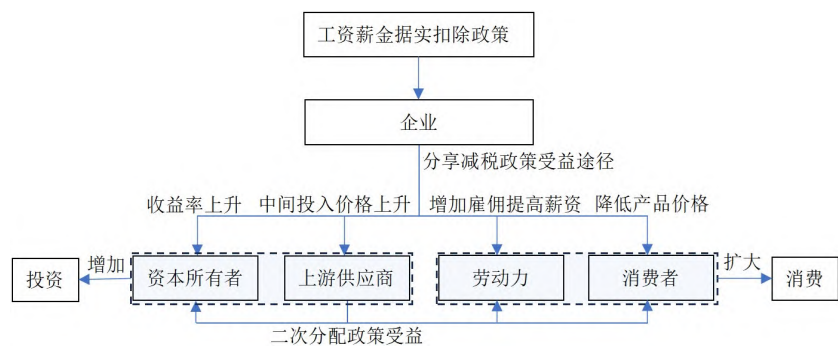 工资薪金据实扣除政策
企业
分享减税政策受益途径
收益率上升
中间投入价格上升
增加雇佣提高薪资
降低产品价格
投资
增加
资本所有者
上游供应商
劳动力
消费者
扩大
消费
二次分配政策受益